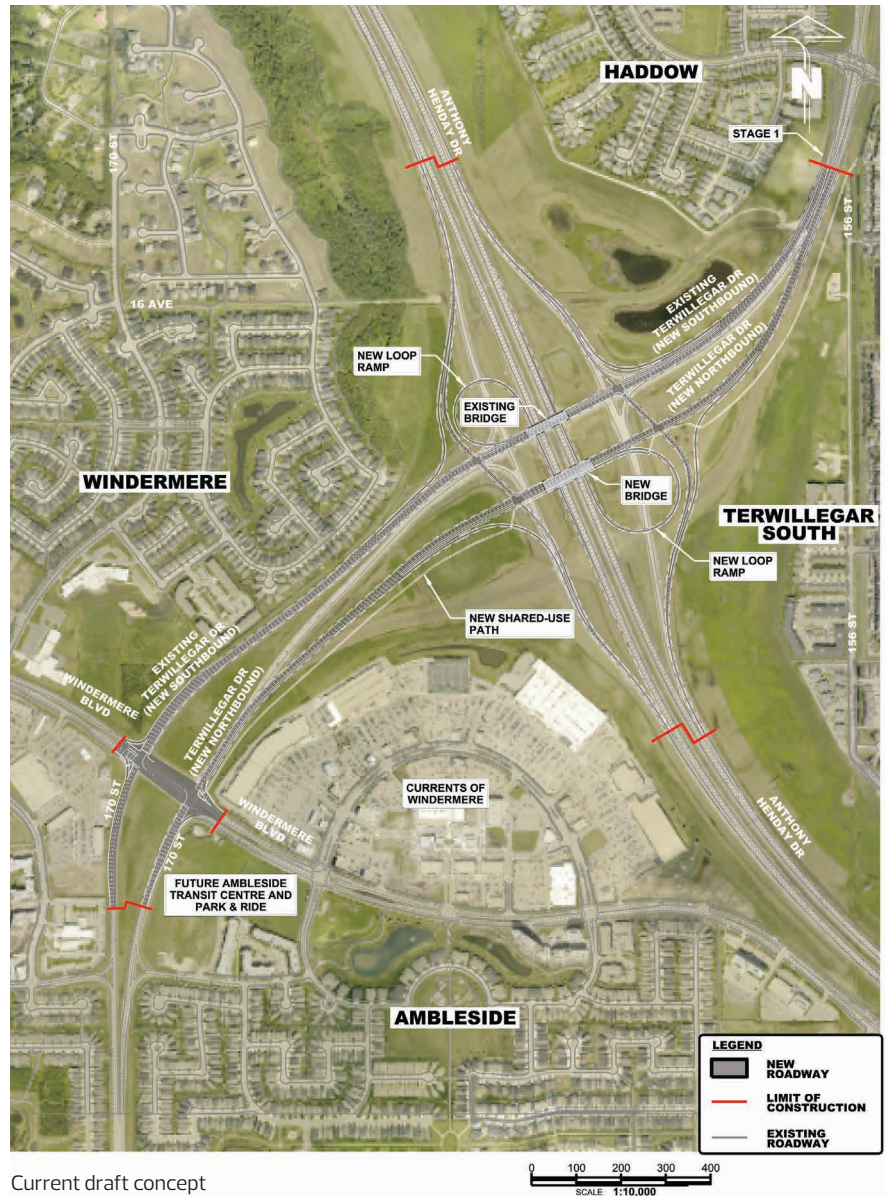 HADDOW
N
STAGE 1
170 ST
ANTHONY
HENDAY DR
156 ST
16 AVE
EXISTING
TERWILLEGAR DR
(NEW SOUTHBOUND)
TERWILLEGAR DR
(NEW NORTHBOUND)
NEW LOOP
RAMP
EXISTING
BRIDGE
WINDERMERE
NEW
BRIDGE
TERWILLEGAR
SOUTH
NEW LOOP
RAMP
NEW SHARED-USE
PATH
156 ST
EXISTING
TERWILLEGAR DR
(NEW SOUTHBOUND)
WINDERMERE
BLVD
TERWILLEGAR DR
(NEW NORTHBOUND)
170 ST
CURRENTS OF
WINDERMERE
WINDERMERE
BLVD
ANTHONY
HENDAY DR
170 ST
FUTURE AMBLESIDE
TRANSIT CENTRE AND
PARK & RIDE
AMBLESIDE
LEGEND
NEW
ROADWAY
LIMIT OF
CONSTRUCTION
EXISTING
ROADWAY
Current draft concept
0 100 200 300 400
SCALE 1:10,000